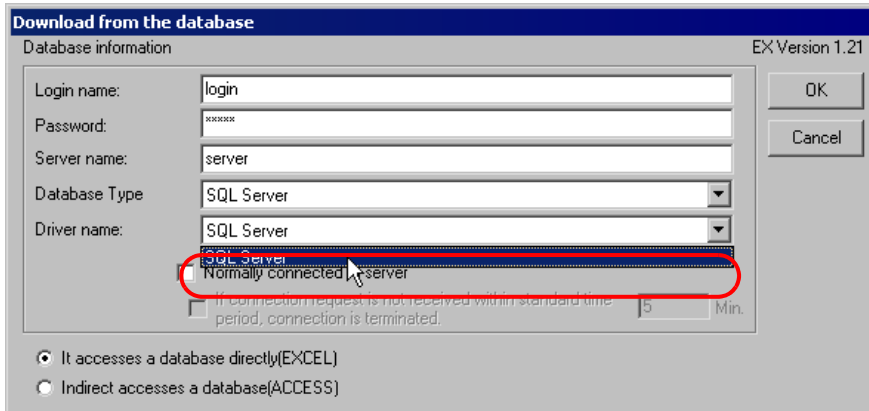 Download from the database
Database information
EX Version 1.21
Login name:
login
OK
Password:
*****
Cancel
Server name:
server
Database Type
SQL Server
Driver name:
SQL Server
SQL Server
Normally connected server
If connection request is not received within standard time
period, connection is terminated.
5
Min.
It accesses a database directly(EXCEL)
Indirect accesses a database(ACCESS)